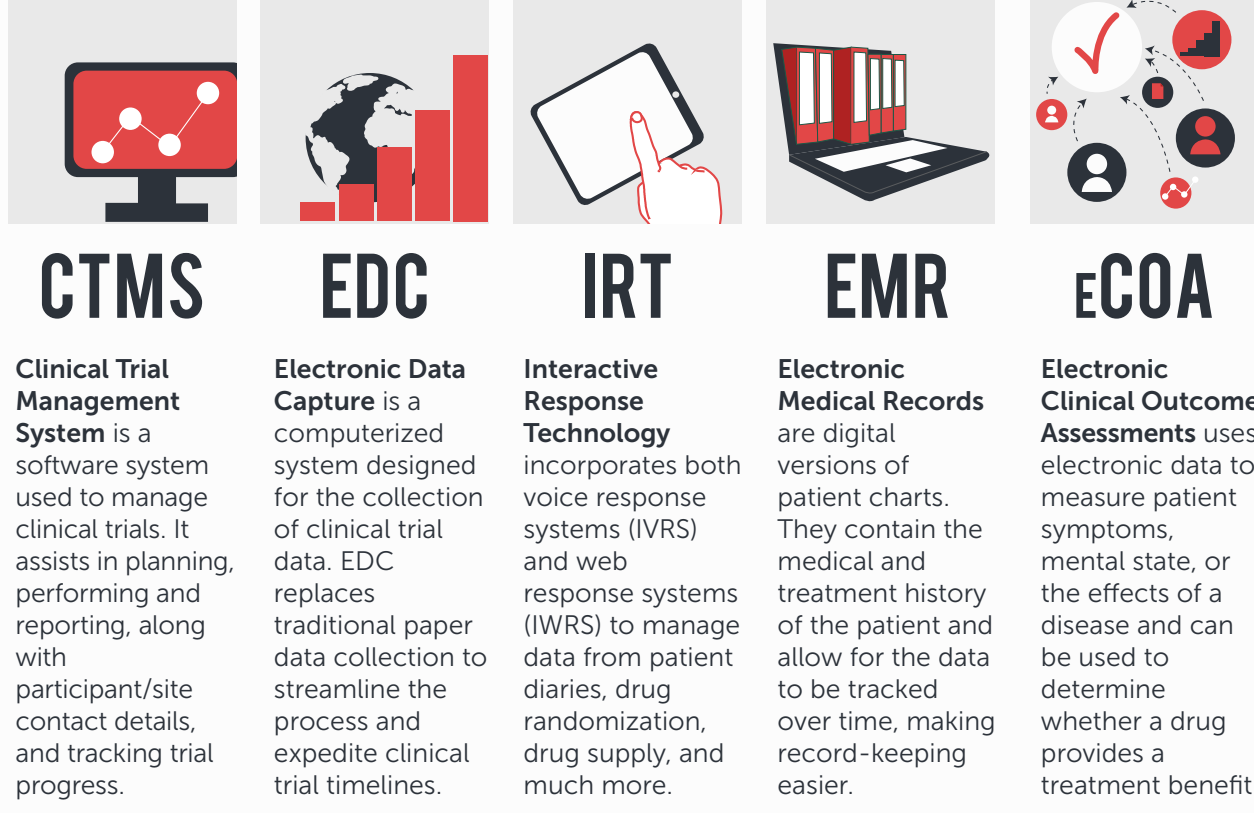 CTMS
Clinical Trial
Management
System is a
software system
used to manage
clinical trials. It
assists in planning,
performing and
reporting, along
with
participant/site
contact details,
and tracking trial
progress.
EDC
Electronic Data
Capture is a
computerized
system designed
for the collection
of clinical trial
data. EDC
replaces
traditional paper
data collection to
streamline the
process and
expedite clinical
trial timelines.
IRT
Interactive
Response
Technology
incorporates both
voice response
systems (IVRS)
and web
response systems
(IWRS) to manage
data from patient
diaries, drug
randomization,
drug supply, and
much more.
EMR
Electronic
Medical Records
are digital
versions of
patient charts.
They contain the
medical and
treatment history
of the patient and
allow for the data
to be tracked
over time, making
record-keeping
easier.
eCOA
Electronic
Clinical Outcome
Assessments uses
electronic data to
measure patient
symptoms,
mental state, or
the effects of a
disease and can
be used to
determine
whether a drug
provides a
treatment benefit